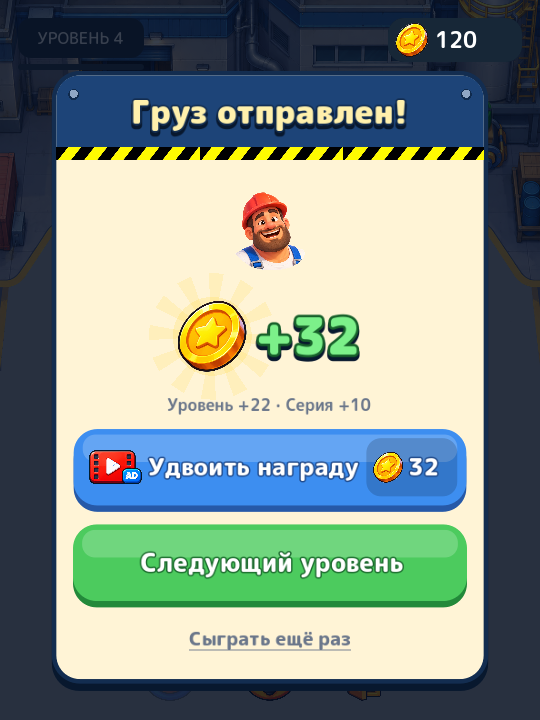 УРОВЕНЬ 4
120
Груз отправлен!
+32
Уровень +22 · Серия +10
AD
Удвоить награду
32
Следующий уровень
Сыграть ещё раз